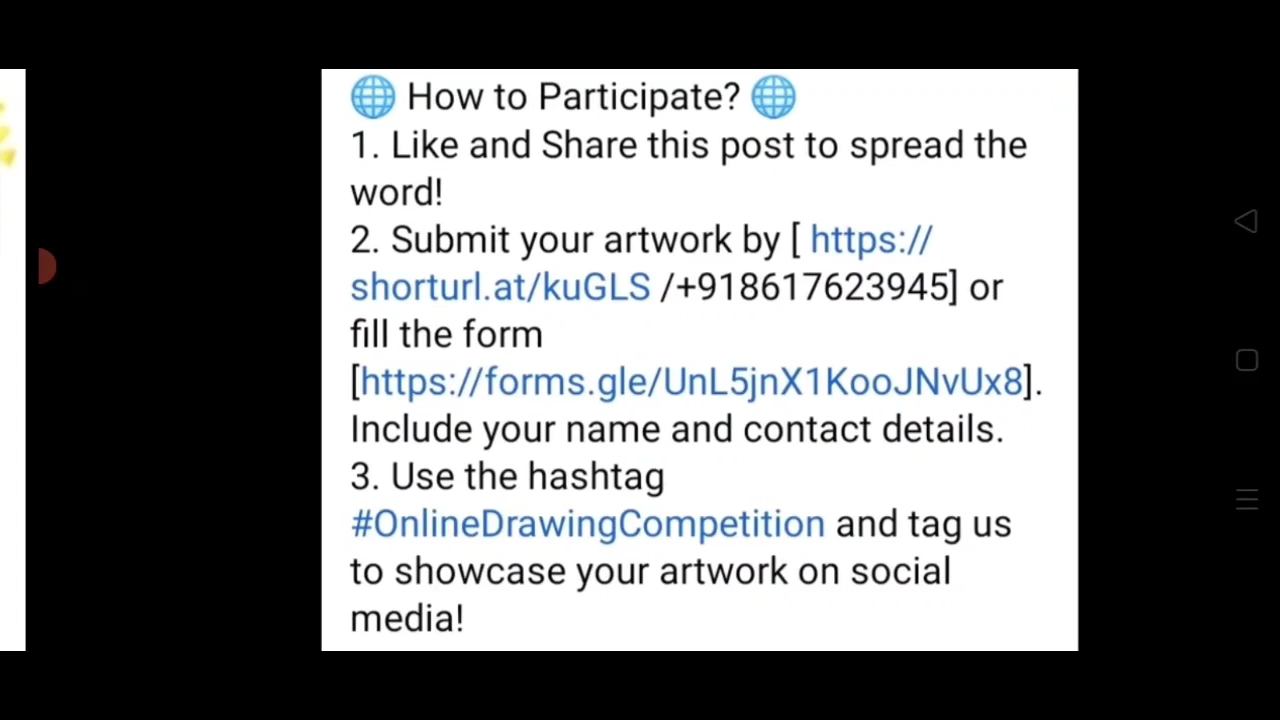 🌐 How to Participate? 🌐
1. Like and Share this post to spread the
word!
2. Submit your artwork by [ https://
shorturl.at/kuGLS /+918617623945] or
fill the form
[https://forms.gle/UnL5jnX1KooJNvUx8].
Include your name and contact details.
3. Use the hashtag
#OnlineDrawingCompetition and tag us
to showcase your artwork on social
media!